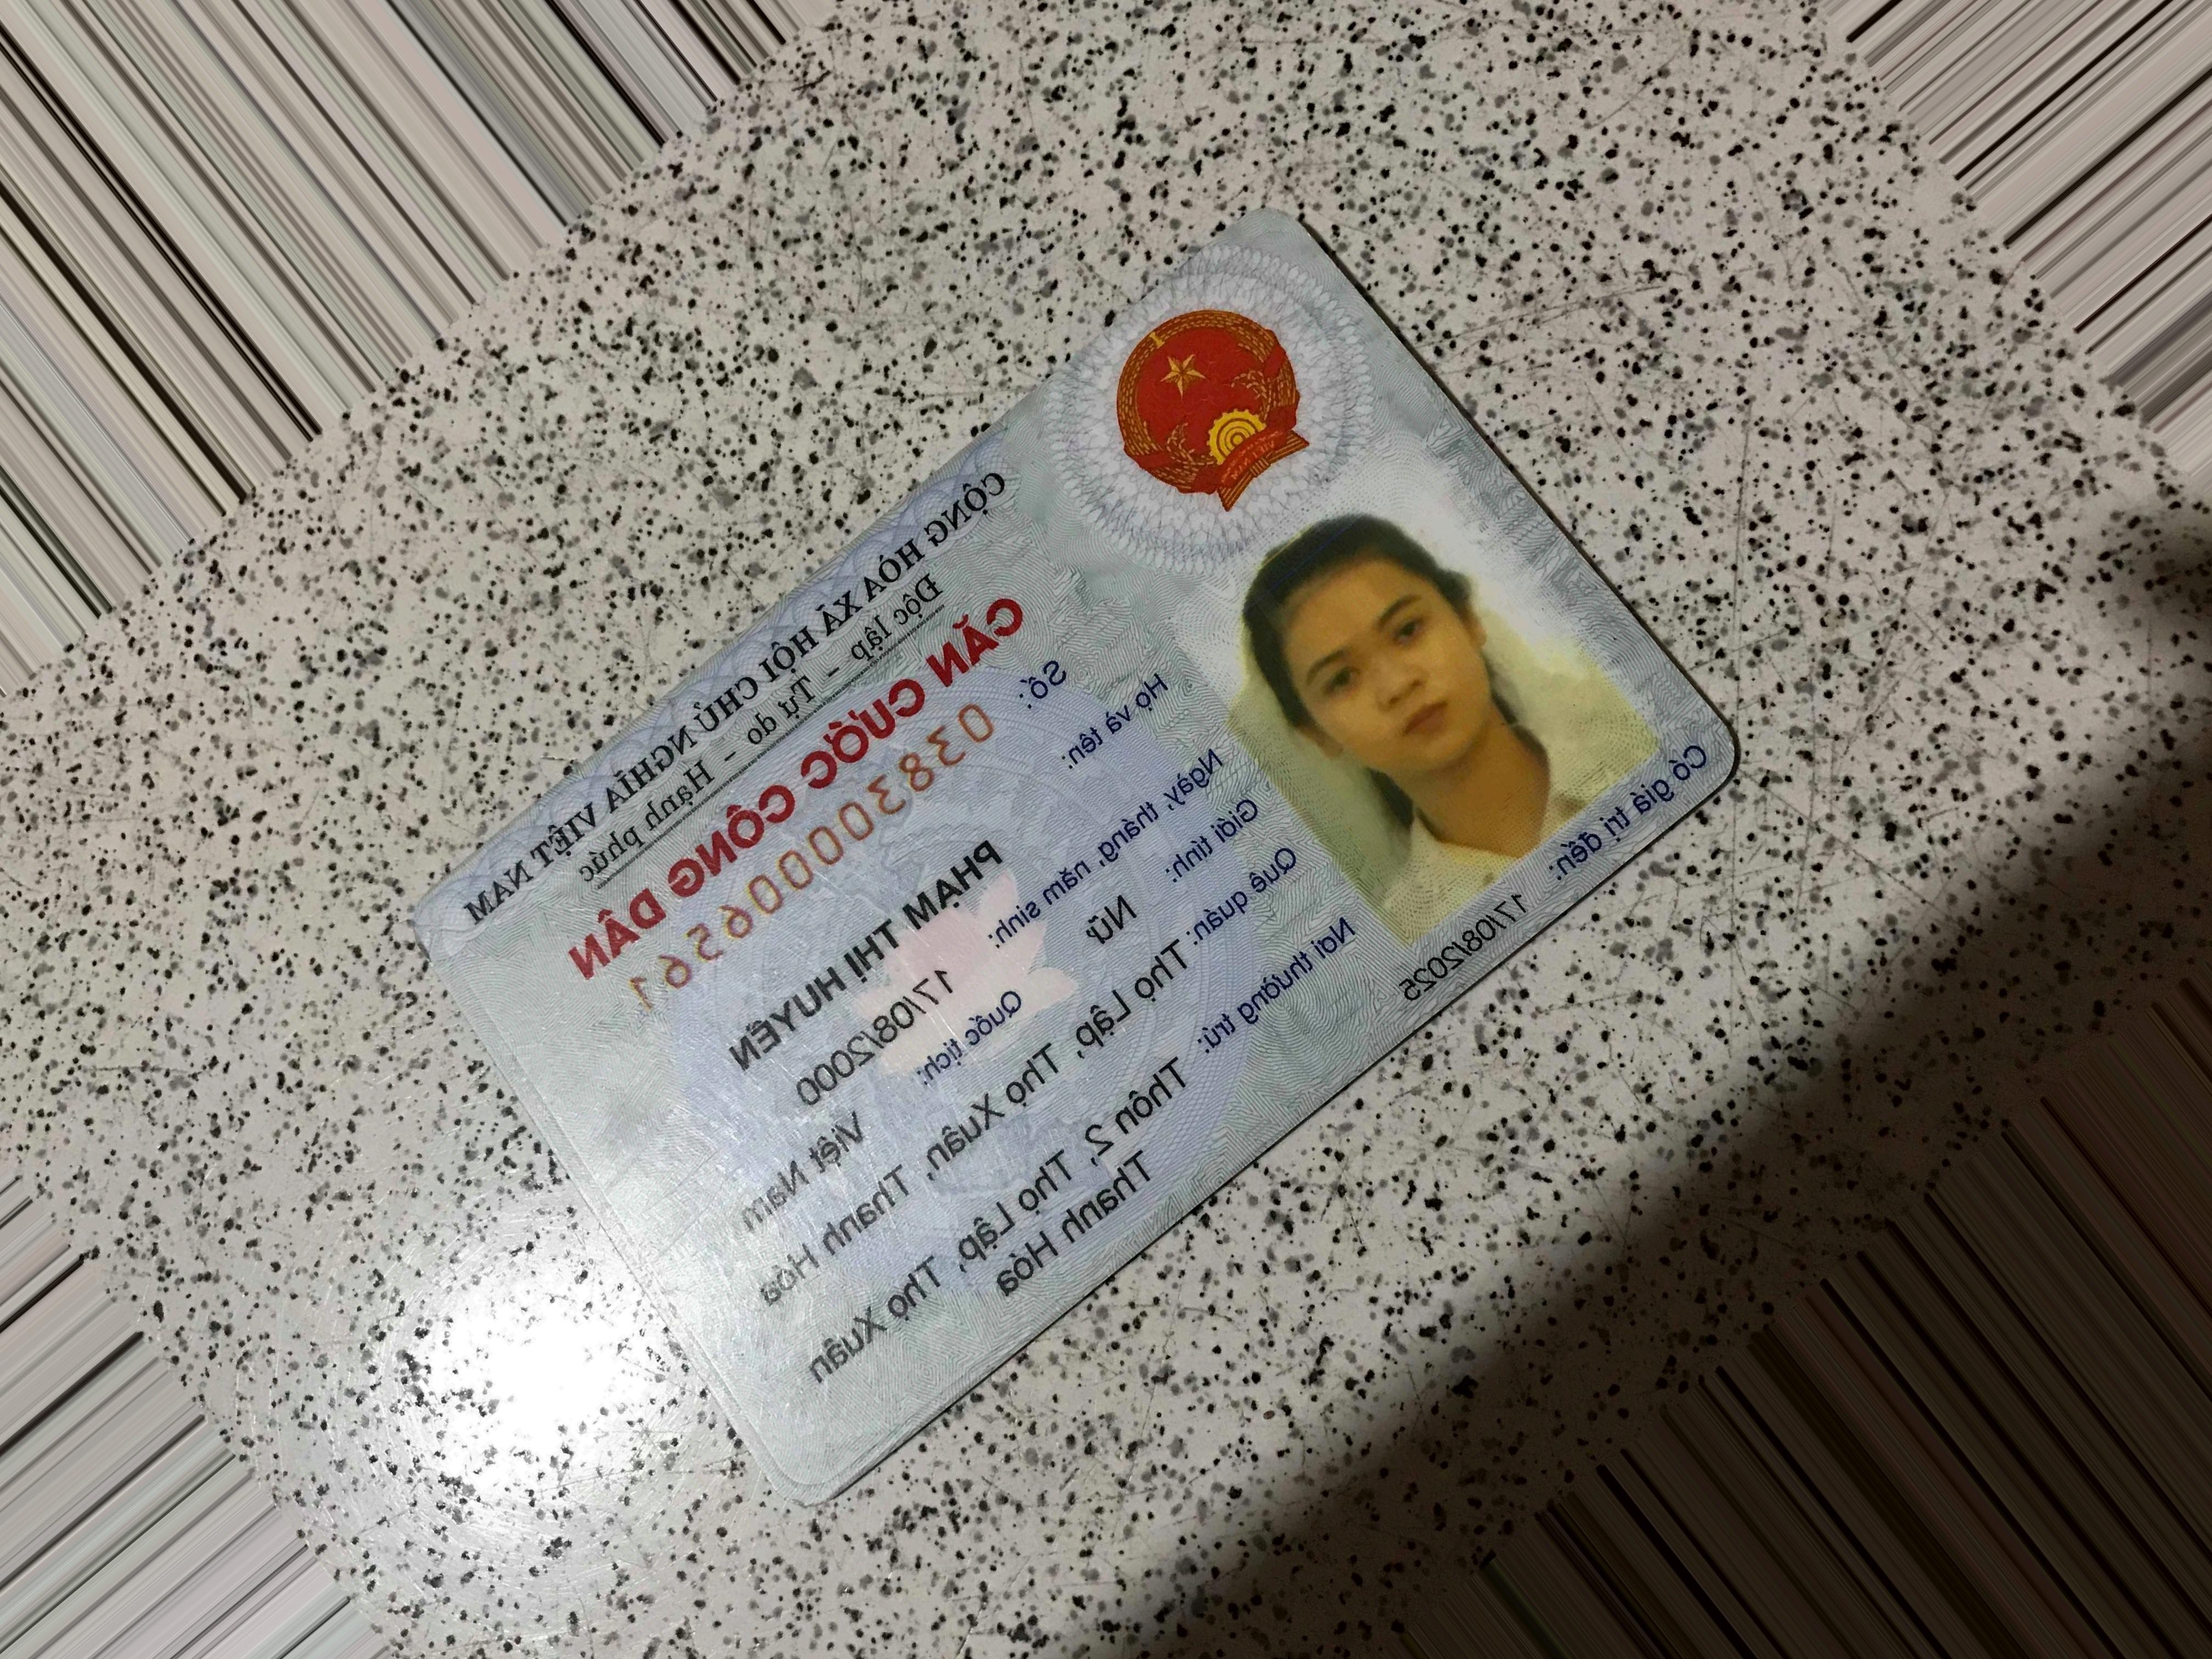 CỘNG HÒA XÃ HỘI CHỦ NGHĨA VIỆT NAM
Độc lập – Tự do – Hạnh phúc
CĂN CƯỚC CÔNG DÂN
Số: 038300006561
Họ và tên:
PHẠM THỊ HUYỀN
Ngày, tháng, năm sinh: 17/08/2000
Giới tính: Nữ Quốc tịch: Việt Nam
Quê quán: Thọ Lập, Thọ Xuân, Thanh Hóa
Nơi thường trú: Thôn 2, Thọ Lập, Thọ Xuân
Thanh Hóa
Có giá trị đến: 17/08/2025